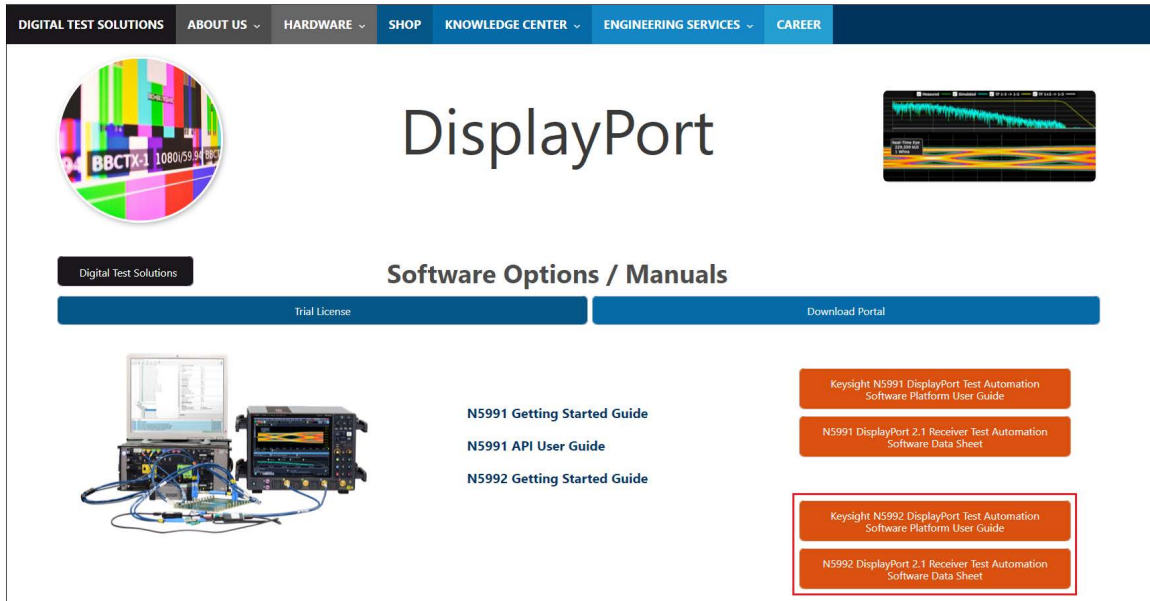 DIGITAL TEST SOLUTIONS ABOUT US HARDWARE SHOP KNOWLEDGE CENTER ENGINEERING SERVICES CAREER
BBCTX-1 1080i/59.94 BBC
DisplayPort
Digital Test Solutions
Software Options / Manuals
Trial License
Download Portal
N5991 Getting Started Guide
N5991 API User Guide
N5992 Getting Started Guide
Keysight N5991 DisplayPort Test Automation
Software Platform User Guide
N5991 DisplayPort 2.1 Receiver Test Automation
Software Data Sheet
Keysight N5992 DisplayPort Test Automation
Software Platform User Guide
N5992 DisplayPort 2.1 Receiver Test Automation
Software Data Sheet